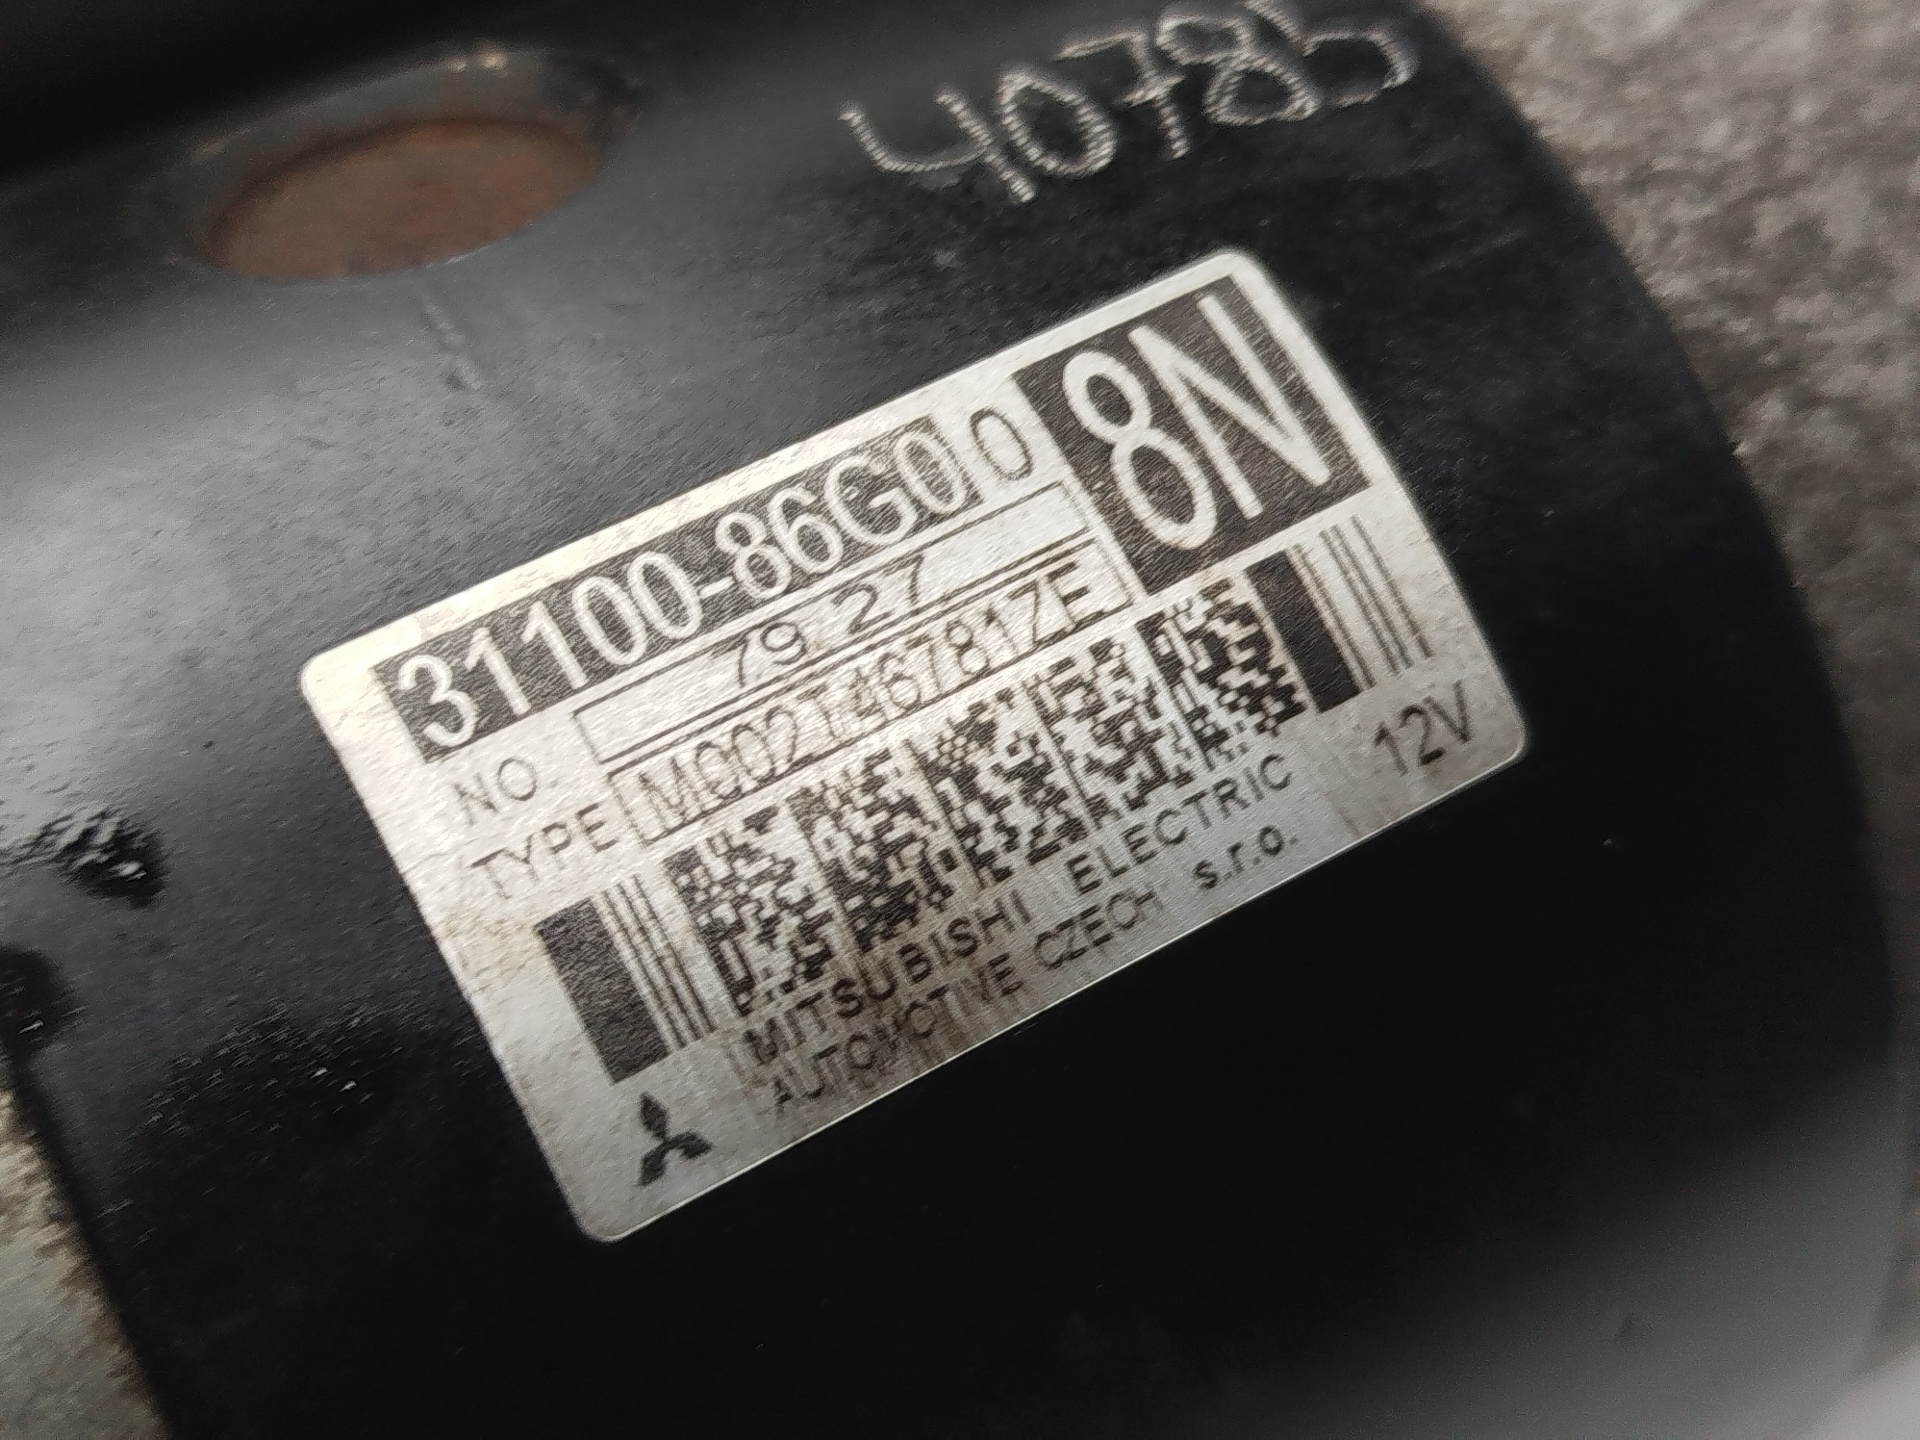 40785
31100-86G00
8N
NO. 79 27
TYPE M002T46781ZE
MITSUBISHI ELECTRIC
AUTOMOTIVE CZECH s.r.o.
12V